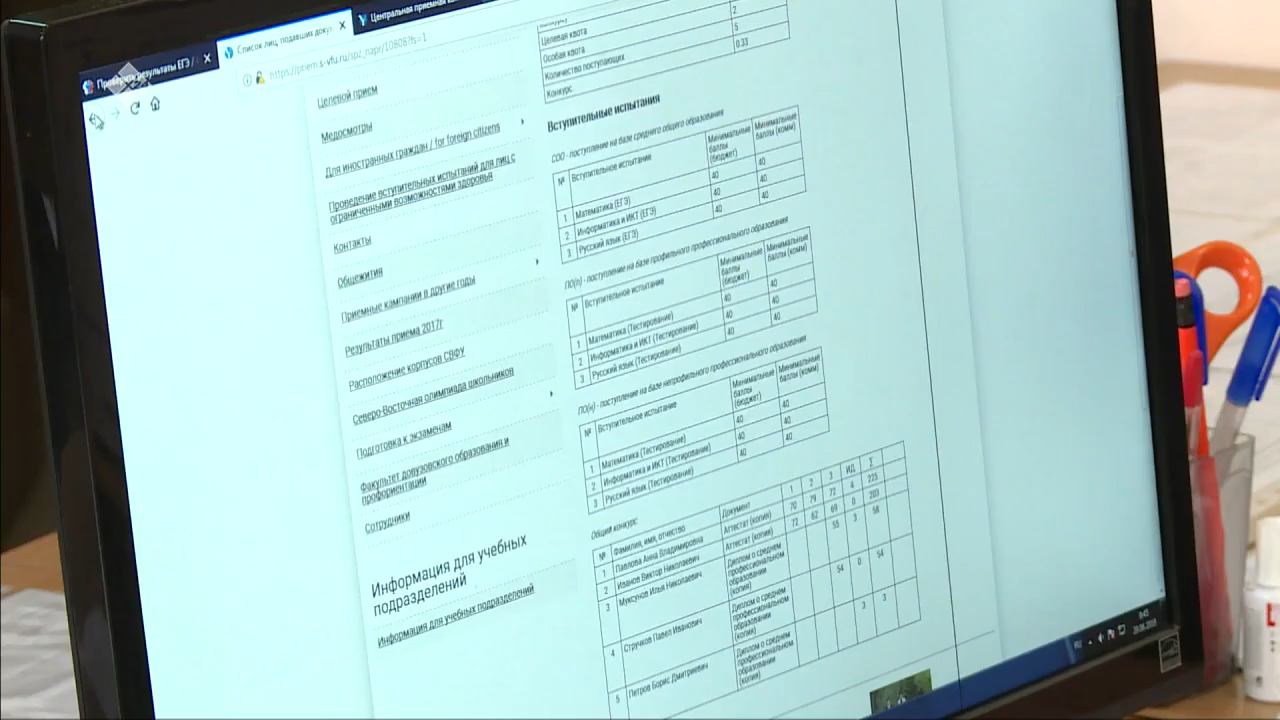 Проверить результаты ЕГЭ /
Список лиц, подавших доку
Центральная приемная
https://priem.s-vfu.ru/spz_napr/10808?fs=1
Целевой прием
Медосмотры
Для иностранных граждан / for foreign citizens
Проведение вступительных испытаний для лиц с
ограниченными возможностями здоровья
Контакты
Общежития
Приемные кампании в другие годы
Результаты приема 2017г
Расположение корпусов СВФУ
Северо-Восточная олимпиада школьников
Подготовка к экзаменам
Факультет довузовского образования и
профориентации
Сотрудники
Информация для учебных
подразделений
Информация для учебных подразделений
Целевая квота 2
Особая квота 5
Количество поступающих 0.33
Конкурс
Вступительные испытания
СОО - поступление на базе среднего общего образования
№ Вступительное испытание Минимальные баллы (бюджет) Минимальные баллы (комм)
1 Математика (ЕГЭ) 40 40
2 Информатика и ИКТ (ЕГЭ) 40 40
3 Русский язык (ЕГЭ) 40 40
ПО(п) - поступление на базе профильного профессионального образования
№ Вступительное испытание Минимальные баллы (бюджет) Минимальные баллы (комм)
1 Математика (Тестирование) 40 40
2 Информатика и ИКТ (Тестирование) 40 40
3 Русский язык (Тестирование) 40 40
ПО(н) - поступление на базе непрофильного профессионального образования
№ Вступительное испытание Минимальные баллы (бюджет) Минимальные баллы (комм)
1 Математика (Тестирование) 40 40
2 Информатика и ИКТ (Тестирование) 40 40
3 Русский язык (Тестирование) 40 40
Общий конкурс
№ Фамилия, имя, отчество Документ 1 2 3 ИД Σ
1 Павлова Анна Владимировна Аттестат (копия) 70 79 72 4 225
2 Иванов Виктор Николаевич Аттестат (копия) 72 62 69 0 203
3 Муксунов Илья Николаевич Диплом о среднем профессиональном образовании (копия) 55 3 58
4 Стручков Павел Иванович Диплом о среднем профессиональном образовании (копия) 54 0 54
5 Петров Борис Дмитриевич Диплом о среднем профессиональном образовании (копия) 3 3
RU